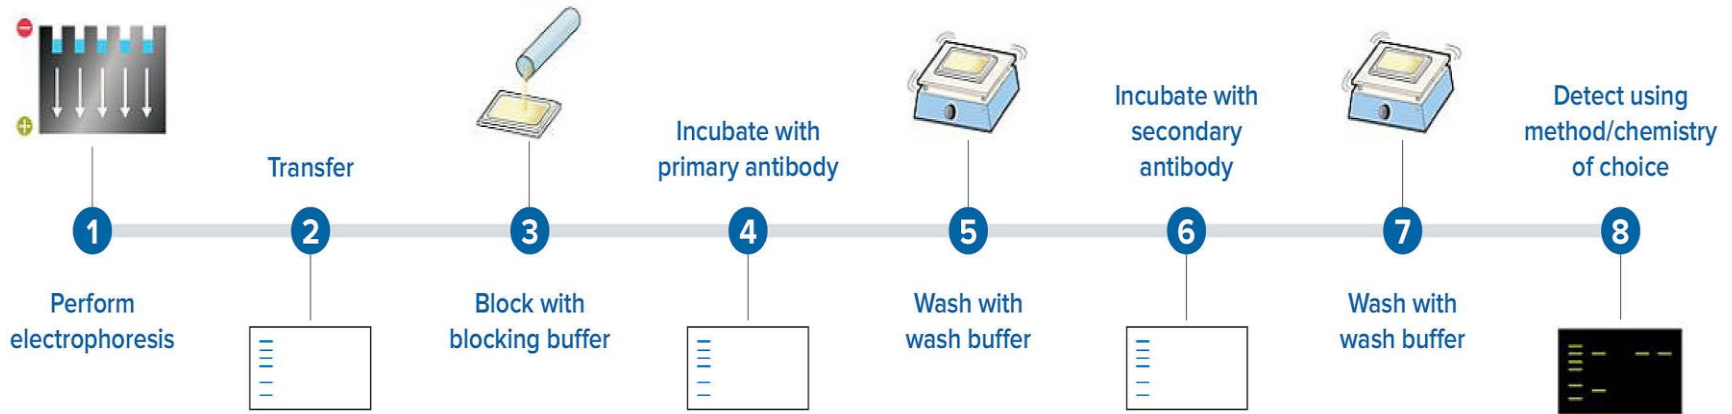 1
Perform
electrophoresis
Transfer
2
3
Block with
blocking buffer
Incubate with
primary antibody
4
5
Wash with
wash buffer
Incubate with
secondary
antibody
6
7
Wash with
wash buffer
Detect using
method/chemistry
of choice
8